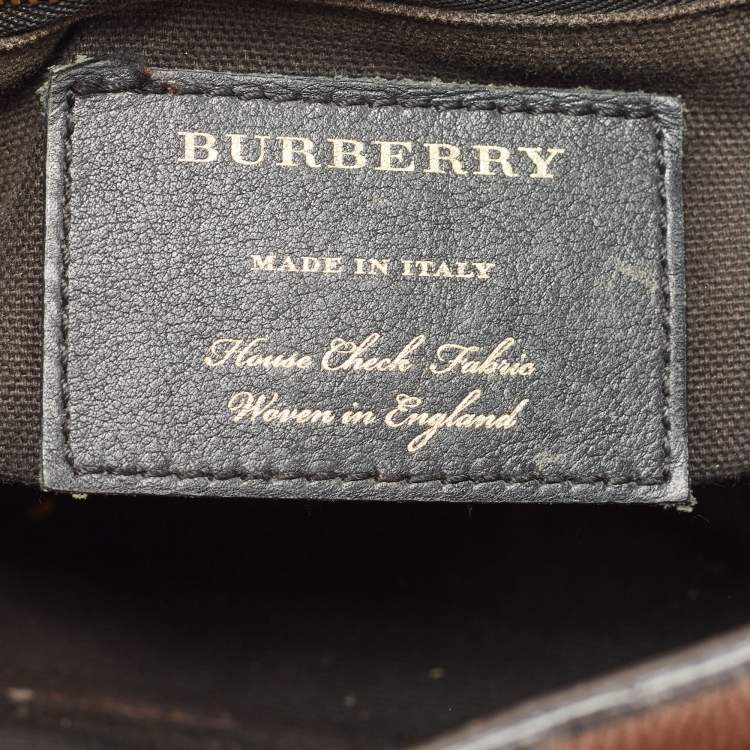 BURBERRY
MADE IN ITALY
House Check Fabric
Woven in England